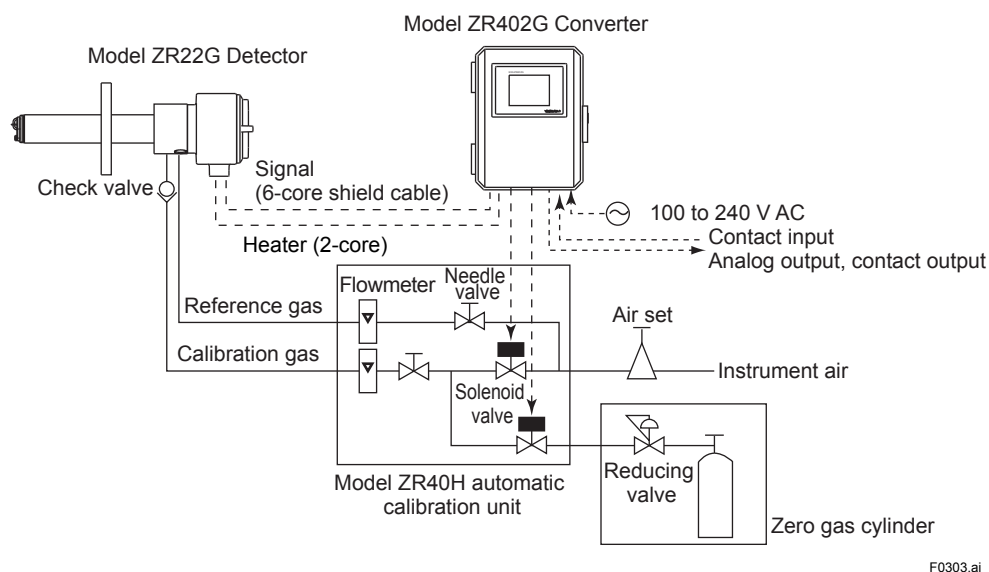 Model ZR402G Converter
Model ZR22G Detector
Signal
(6-core shield cable)
Check valve
Heater (2-core)
100 to 240 V AC
Contact input
Analog output, contact output
Flowmeter
Needle
valve
Reference gas
Air set
Calibration gas
Instrument air
Solenoid
valve
Reducing
valve
Model ZR40H automatic
calibration unit
Zero gas cylinder
F0303.ai